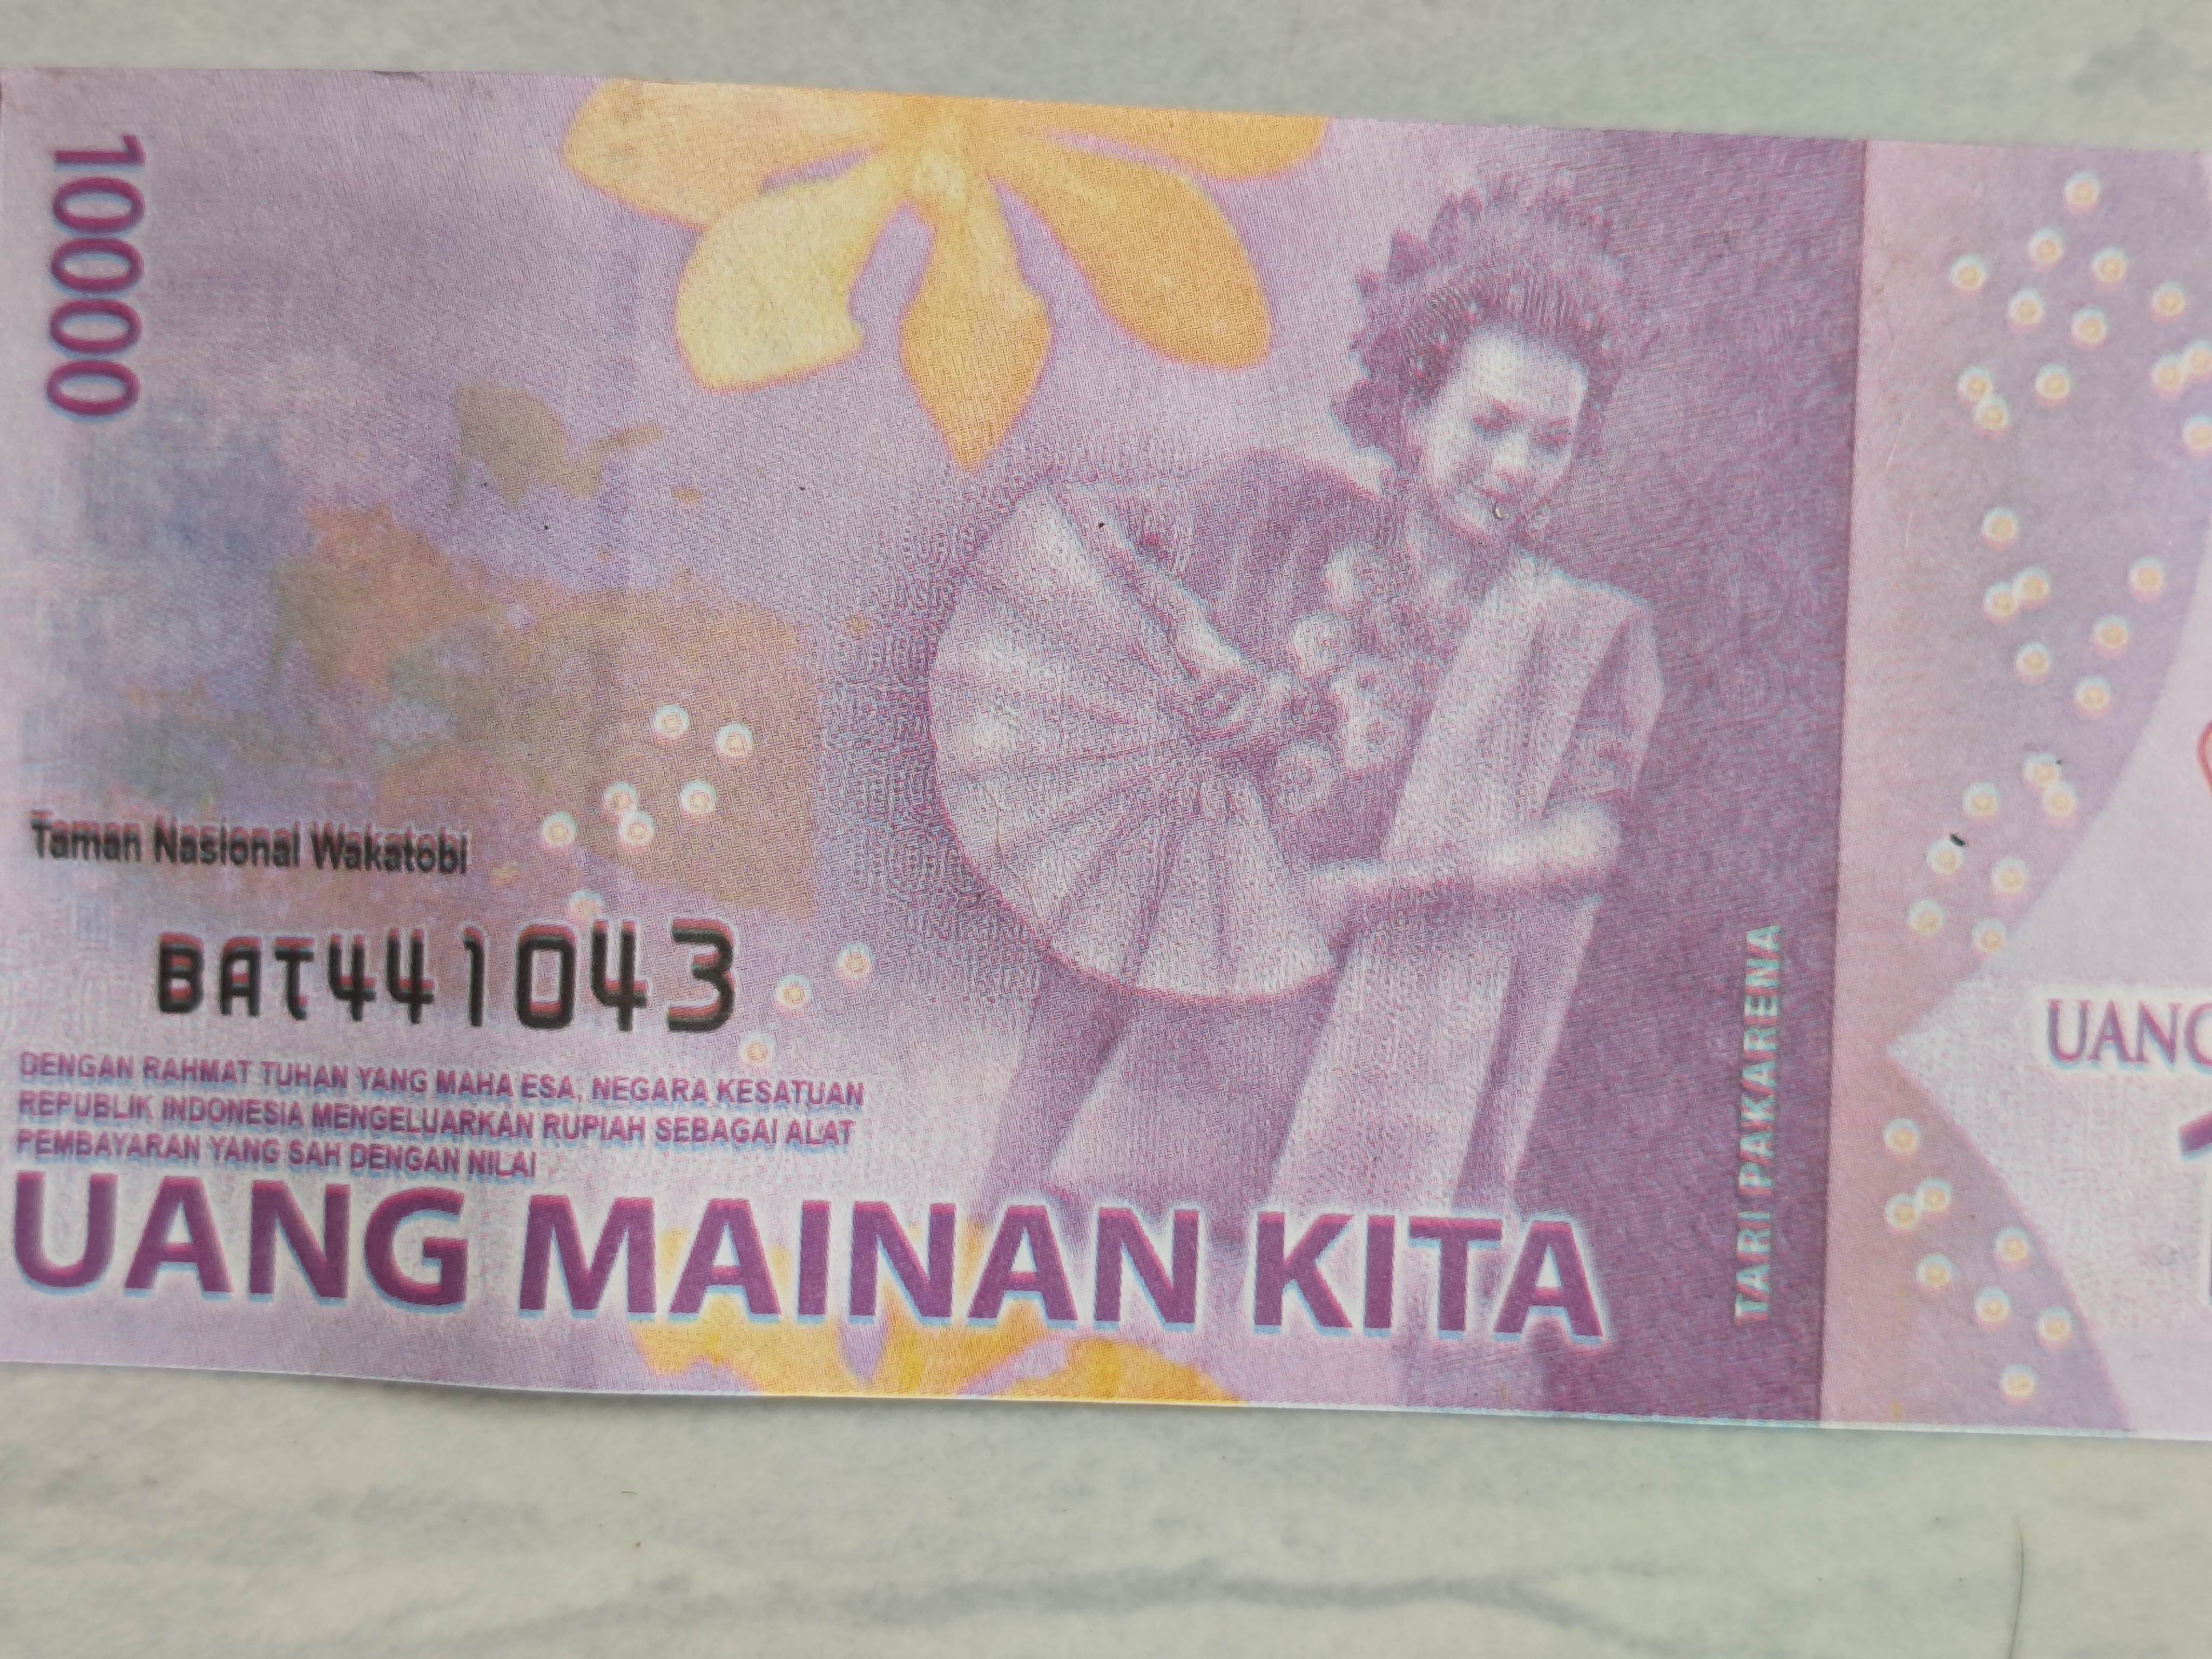 10000
Taman Nasional Wakatobi
BAT441043
DENGAN RAHMAT TUHAN YANG MAHA ESA, NEGARA KESATUAN
REPUBLIK INDONESIA MENGELUARKAN RUPIAH SEBAGAI ALAT
PEMBAYARAN YANG SAH DENGAN NILAI
UANG MAINAN KITA
TARI PAKARENA
UANG